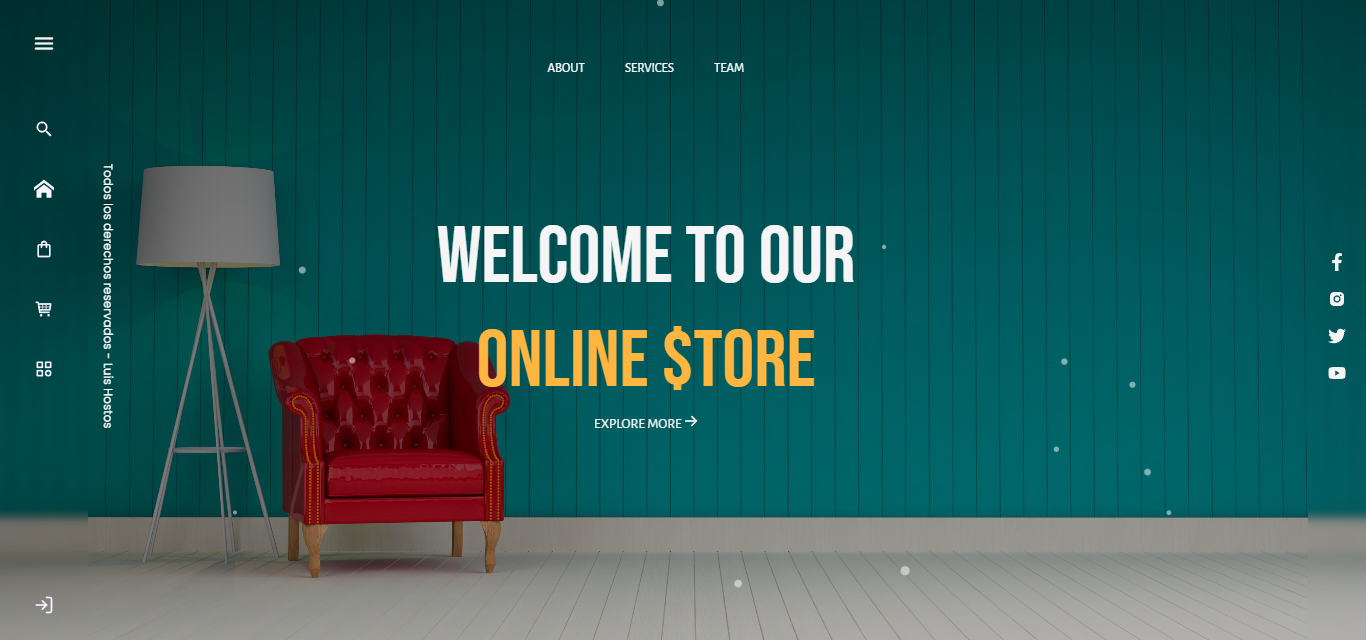 ABOUT SERVICES TEAM
Todos los derechos reservados - Luis Hostos
WELCOME TO OUR
ONLINE $TORE
EXPLORE MORE →